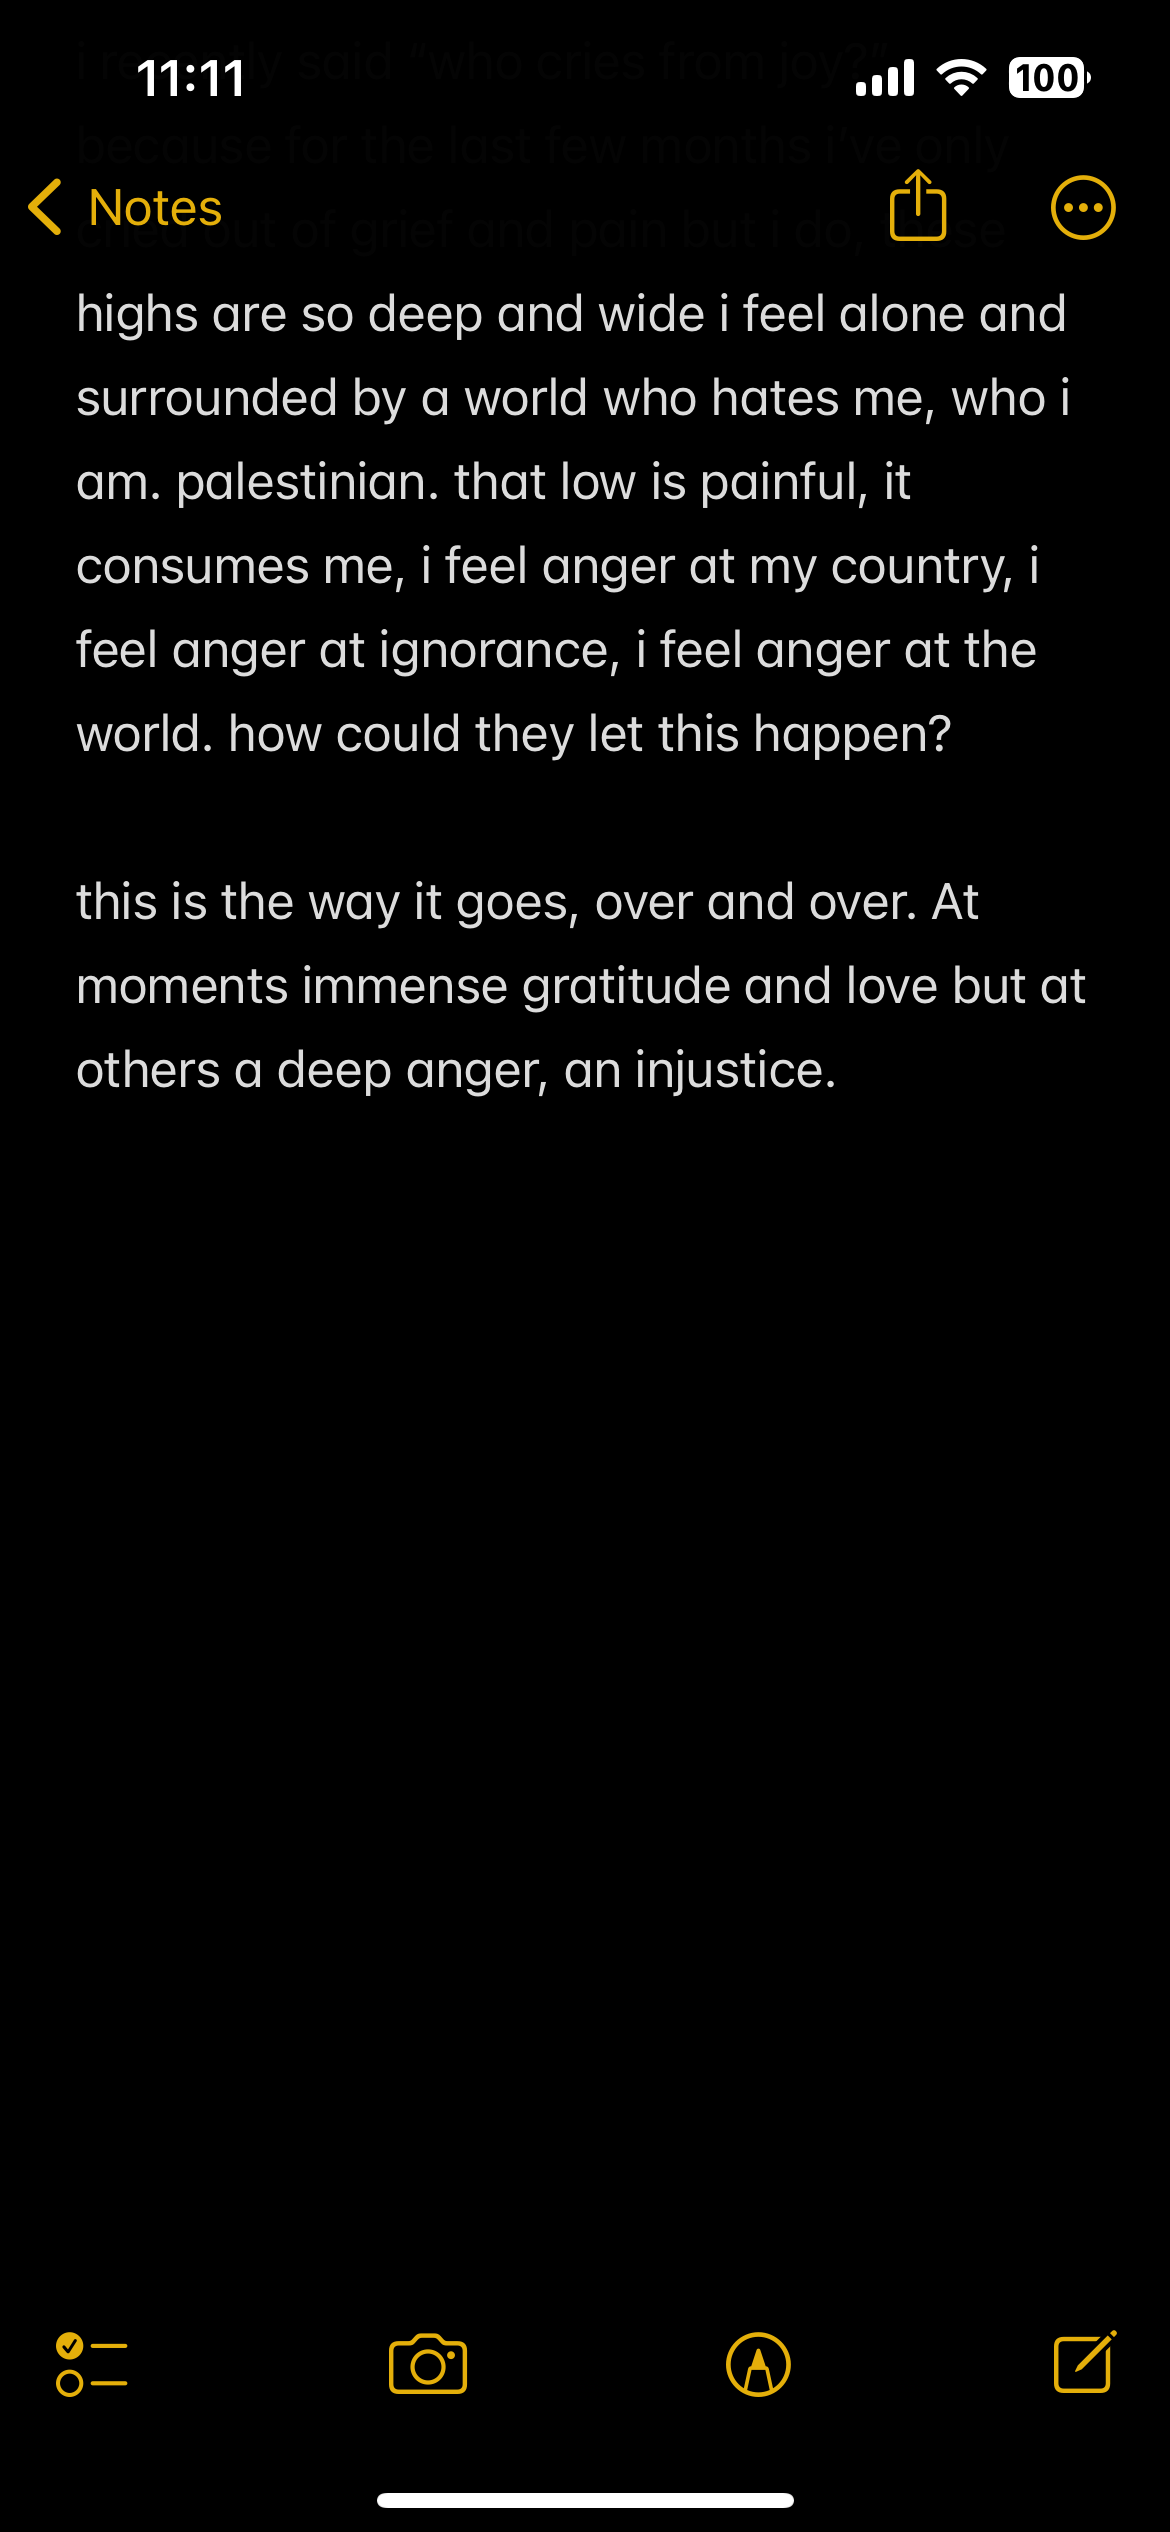 i recently said "who cries from joy?"
11:11
100
because for the last few months i've only
Notes
cried out of grief and pain but i do, those
highs are so deep and wide i feel alone and
surrounded by a world who hates me, who i
am. palestinian. that low is painful, it
consumes me, i feel anger at my country, i
feel anger at ignorance, i feel anger at the
world. how could they let this happen?
this is the way it goes, over and over. At
moments immense gratitude and love but at
others a deep anger, an injustice.